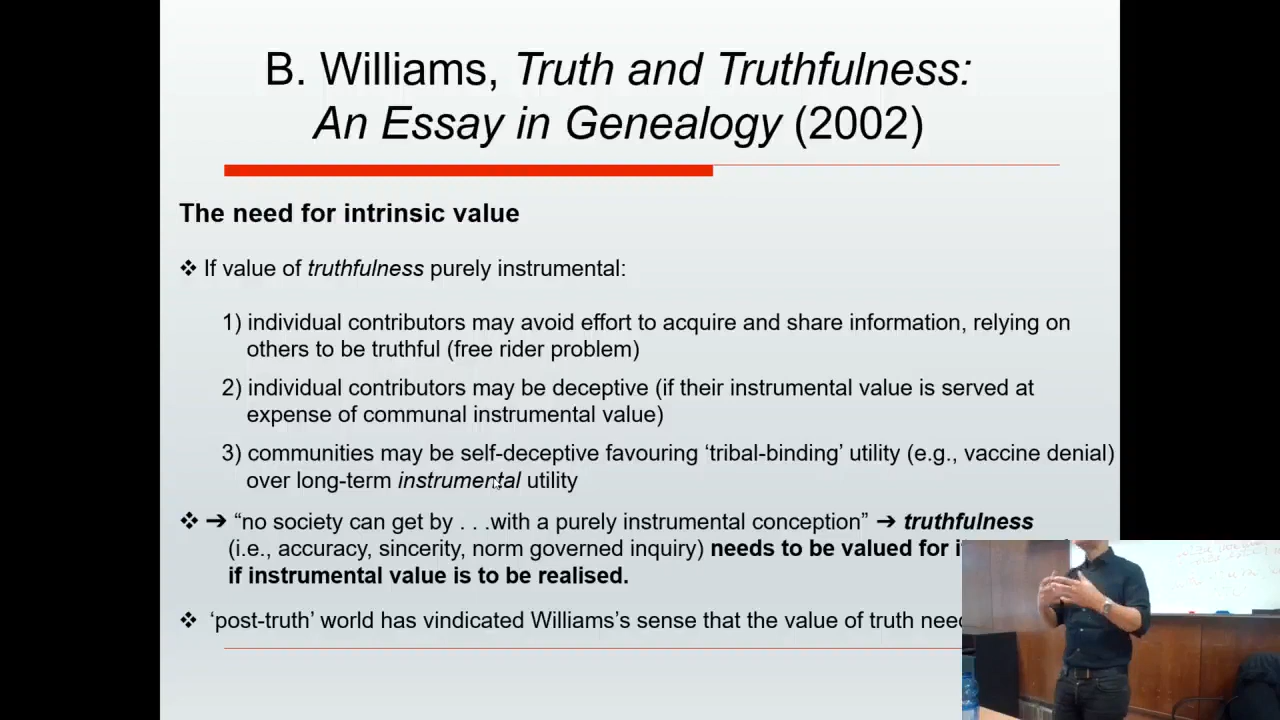 B. Williams, Truth and Truthfulness:
An Essay in Genealogy (2002)
The need for intrinsic value
❖ If value of truthfulness purely instrumental:
1) individual contributors may avoid effort to acquire and share information, relying on
others to be truthful (free rider problem)
2) individual contributors may be deceptive (if their instrumental value is served at
expense of communal instrumental value)
3) communities may be self-deceptive favouring ‘tribal-binding’ utility (e.g., vaccine denial)
over long-term instrumental utility
❖ ➔ “no society can get by . . .with a purely instrumental conception” ➔ truthfulness
(i.e., accuracy, sincerity, norm governed inquiry) needs to be valued for
if instrumental value is to be realised.
❖ ‘post-truth’ world has vindicated Williams’s sense that the value of truth